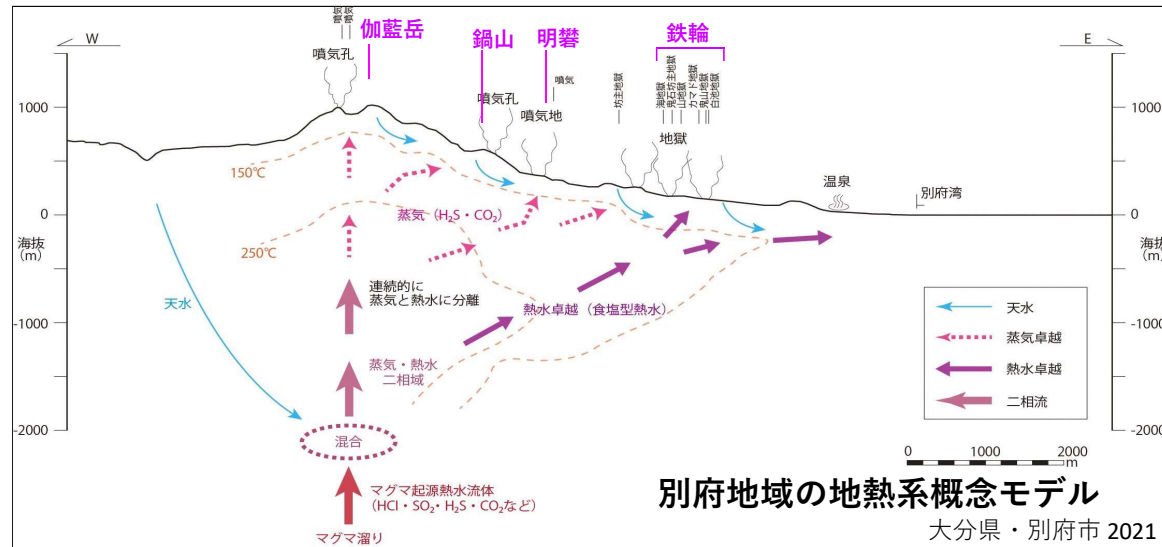 W
E
噴気
噴気
噴気孔
伽藍岳
鍋山
噴気孔
明礬
噴気
噴気地
鉄輪
坊主地獄
海地獄
鬼石坊主地獄
山地獄
カマド地獄
鬼山地獄
白池地獄
地獄
温泉
別府湾
1000
0
海抜
(m)
-1000
-2000
1000
0
海抜
(m)
-1000
-2000
150℃
250℃
蒸気（H₂S・CO₂）
天水
連続的に
蒸気と熱水に分離
熱水卓越（食塩型熱水）
蒸気・熱水
二相域
混合
マグマ起源熱水流体
（HCl・SO₂・H₂S・CO₂など）
マグマ溜り
天水
蒸気卓越
熱水卓越
二相流
0 1000 2000
m
別府地域の地熱系概念モデル
大分県・別府市 2021